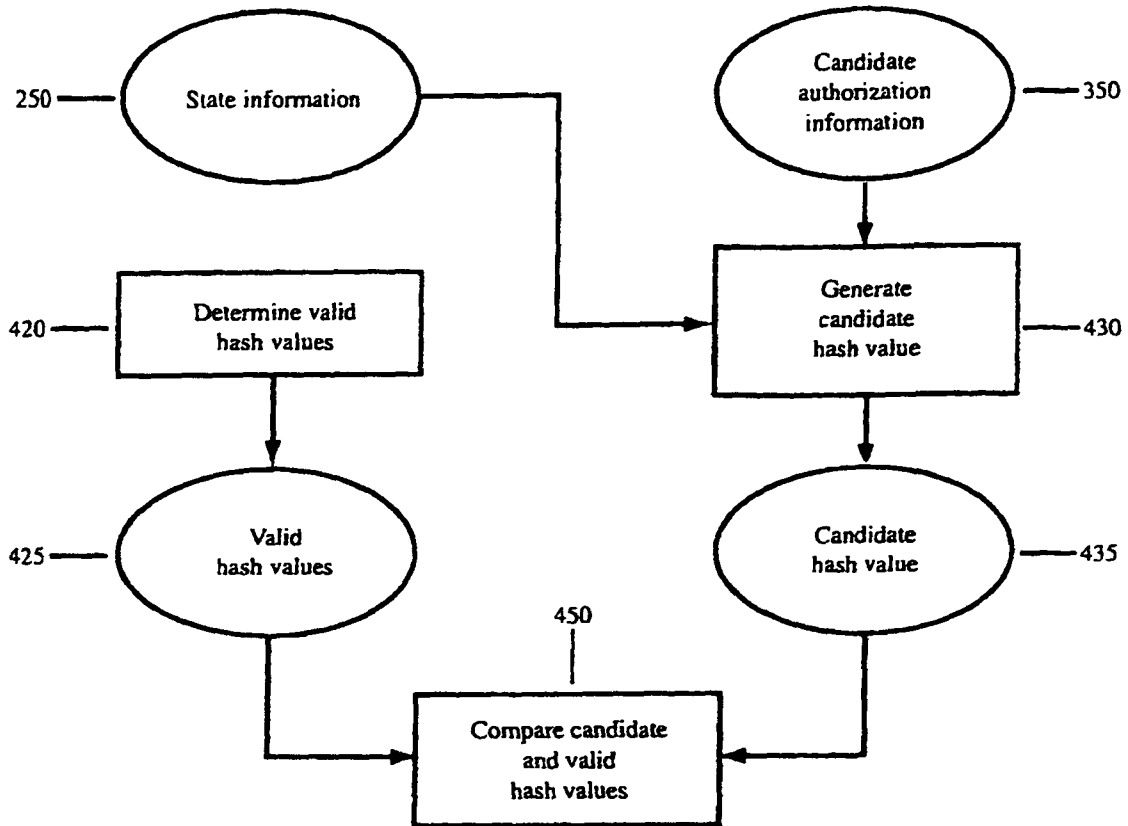 250
State information
Candidate
authorization
information
350
420
Determine valid
hash values
Generate
candidate
hash value
430
425
Valid
hash values
Candidate
hash value
435
450
Compare candidate
and valid
hash values